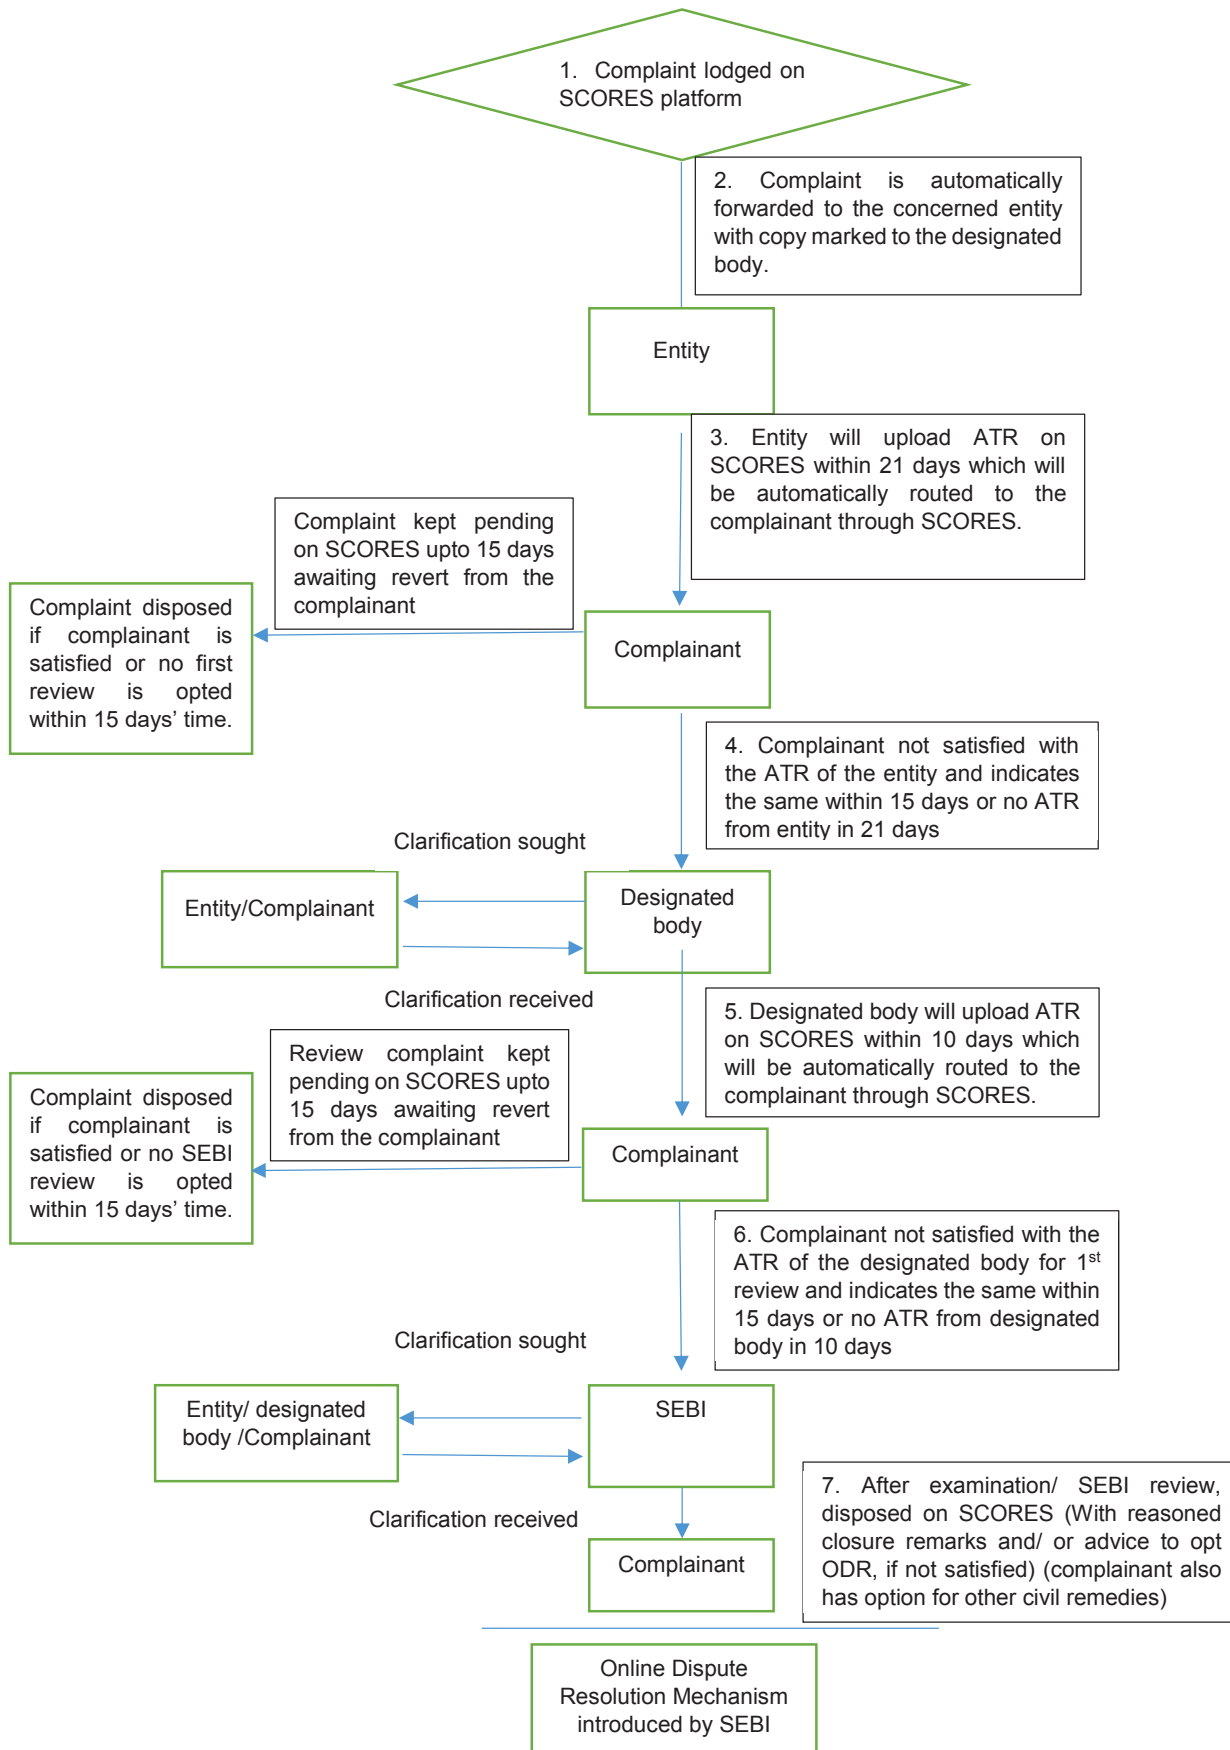 1. Complaint lodged on
SCORES platform
2. Complaint is automatically
forwarded to the concerned entity
with copy marked to the designated
body.
Entity
3. Entity will upload ATR on
SCORES within 21 days which will
be automatically routed to the
complainant through SCORES.
Complaint kept pending
on SCORES upto 15 days
awaiting revert from the
complainant
Complaint disposed
if complainant is
satisfied or no first
review is opted
within 15 days’ time.
Complainant
4. Complainant not satisfied with
the ATR of the entity and indicates
the same within 15 days or no ATR
from entity in 21 days
Clarification sought
Entity/Complainant
Designated
body
Clarification received
5. Designated body will upload ATR
on SCORES within 10 days which
will be automatically routed to the
complainant through SCORES.
Review complaint kept
pending on SCORES upto
15 days awaiting revert
from the complainant
Complaint disposed
if complainant is
satisfied or no SEBI
review is opted
within 15 days’ time.
Complainant
6. Complainant not satisfied with the
ATR of the designated body for 1st
review and indicates the same within
15 days or no ATR from designated
body in 10 days
Clarification sought
Entity/ designated
body /Complainant
SEBI
Clarification received
7. After examination/ SEBI review,
disposed on SCORES (With reasoned
closure remarks and/ or advice to opt
ODR, if not satisfied) (complainant also
has option for other civil remedies)
Complainant
Online Dispute
Resolution Mechanism
introduced by SEBI